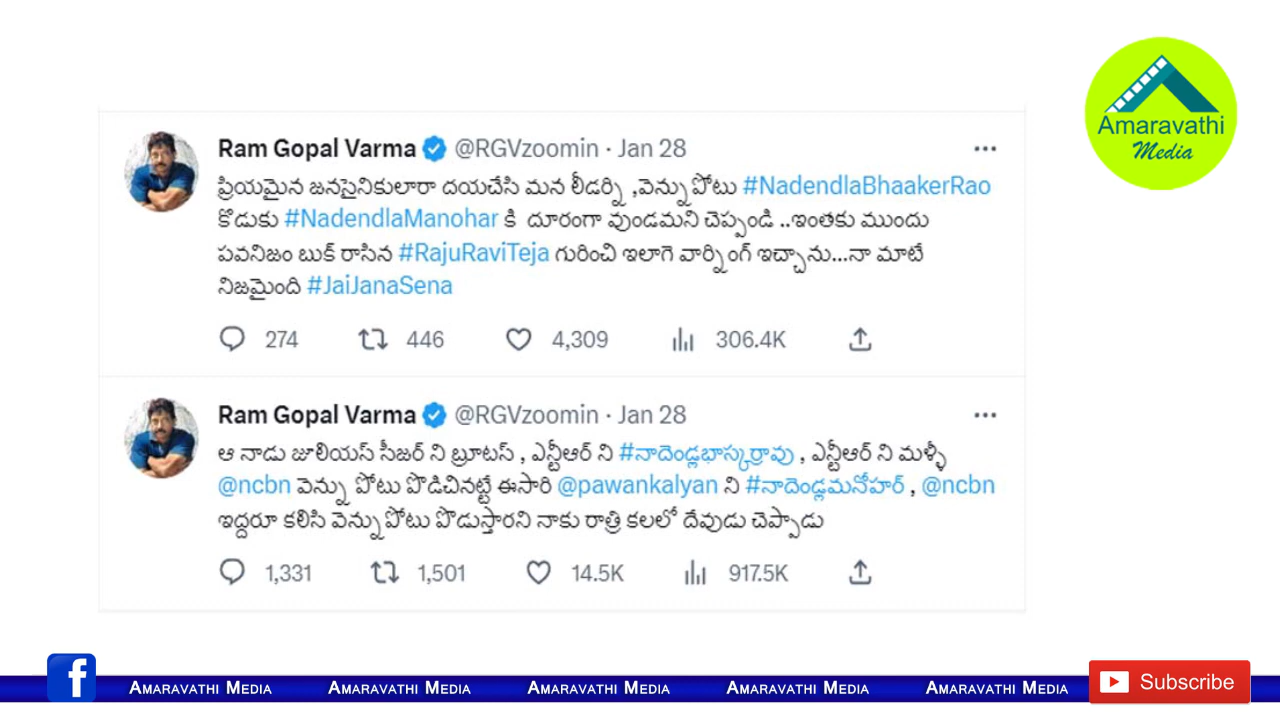 Amaravathi
Media
Ram Gopal Varma @RGVzoomin · Jan 28
ప్రియమైన జనసైనికులారా దయచేసి మన లీడర్ని ,వెన్నుపోటు #NadendlaBhaakerRao
కొడుకు #NadendlaManohar కి దూరంగా వుండమని చెప్పండి ..ఇంతకు ముందు
పవనిజం బుక్ రాసిన #RajuRaviTeja గురించి ఇలాగె వార్నింగ్ ఇచ్చాను...నా మాటే
నిజమైంది #JaiJanaSena
274 446 4,309 306.4K
Ram Gopal Varma @RGVzoomin · Jan 28
ఆ నాడు జూలియస్ సీజర్ ని బ్రూటస్ , ఎన్టీఆర్ ని #నాదెండ్లభాస్కర్రావు , ఎన్టీఆర్ ని మళ్ళీ
@ncbn వెన్ను పోటు పొడిచినట్టే ఈసారి @pawankalyan ని #నాదెండ్లమనోహర్ , @ncbn
ఇద్దరూ కలిసి వెన్నుపోటు పొడుస్తారని నాకు రాత్రి కలలో దేవుడు చెప్పాడు
1,331 1,501 14.5K 917.5K
f Amaravathi Media Amaravathi Media Amaravathi Media Amaravathi Media Amaravathi Media Subscribe